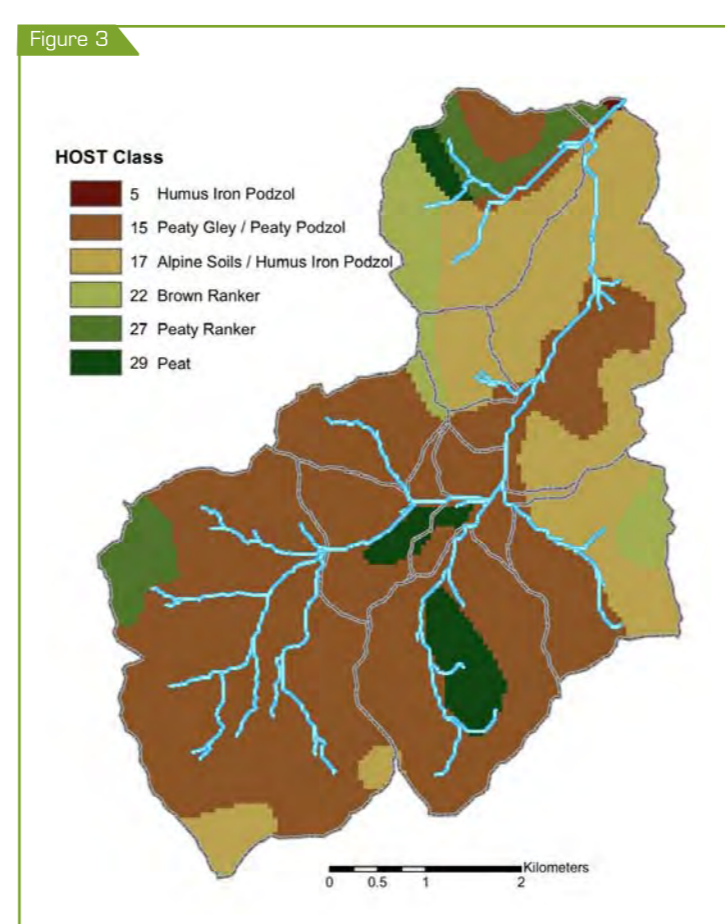 Figure 3
HOST Class
5 Humus Iron Podzol
15 Peaty Gley / Peaty Podzol
17 Alpine Soils / Humus Iron Podzol
22 Brown Ranker
27 Peaty Ranker
29 Peat
Kilometers
0 0.5 1 2